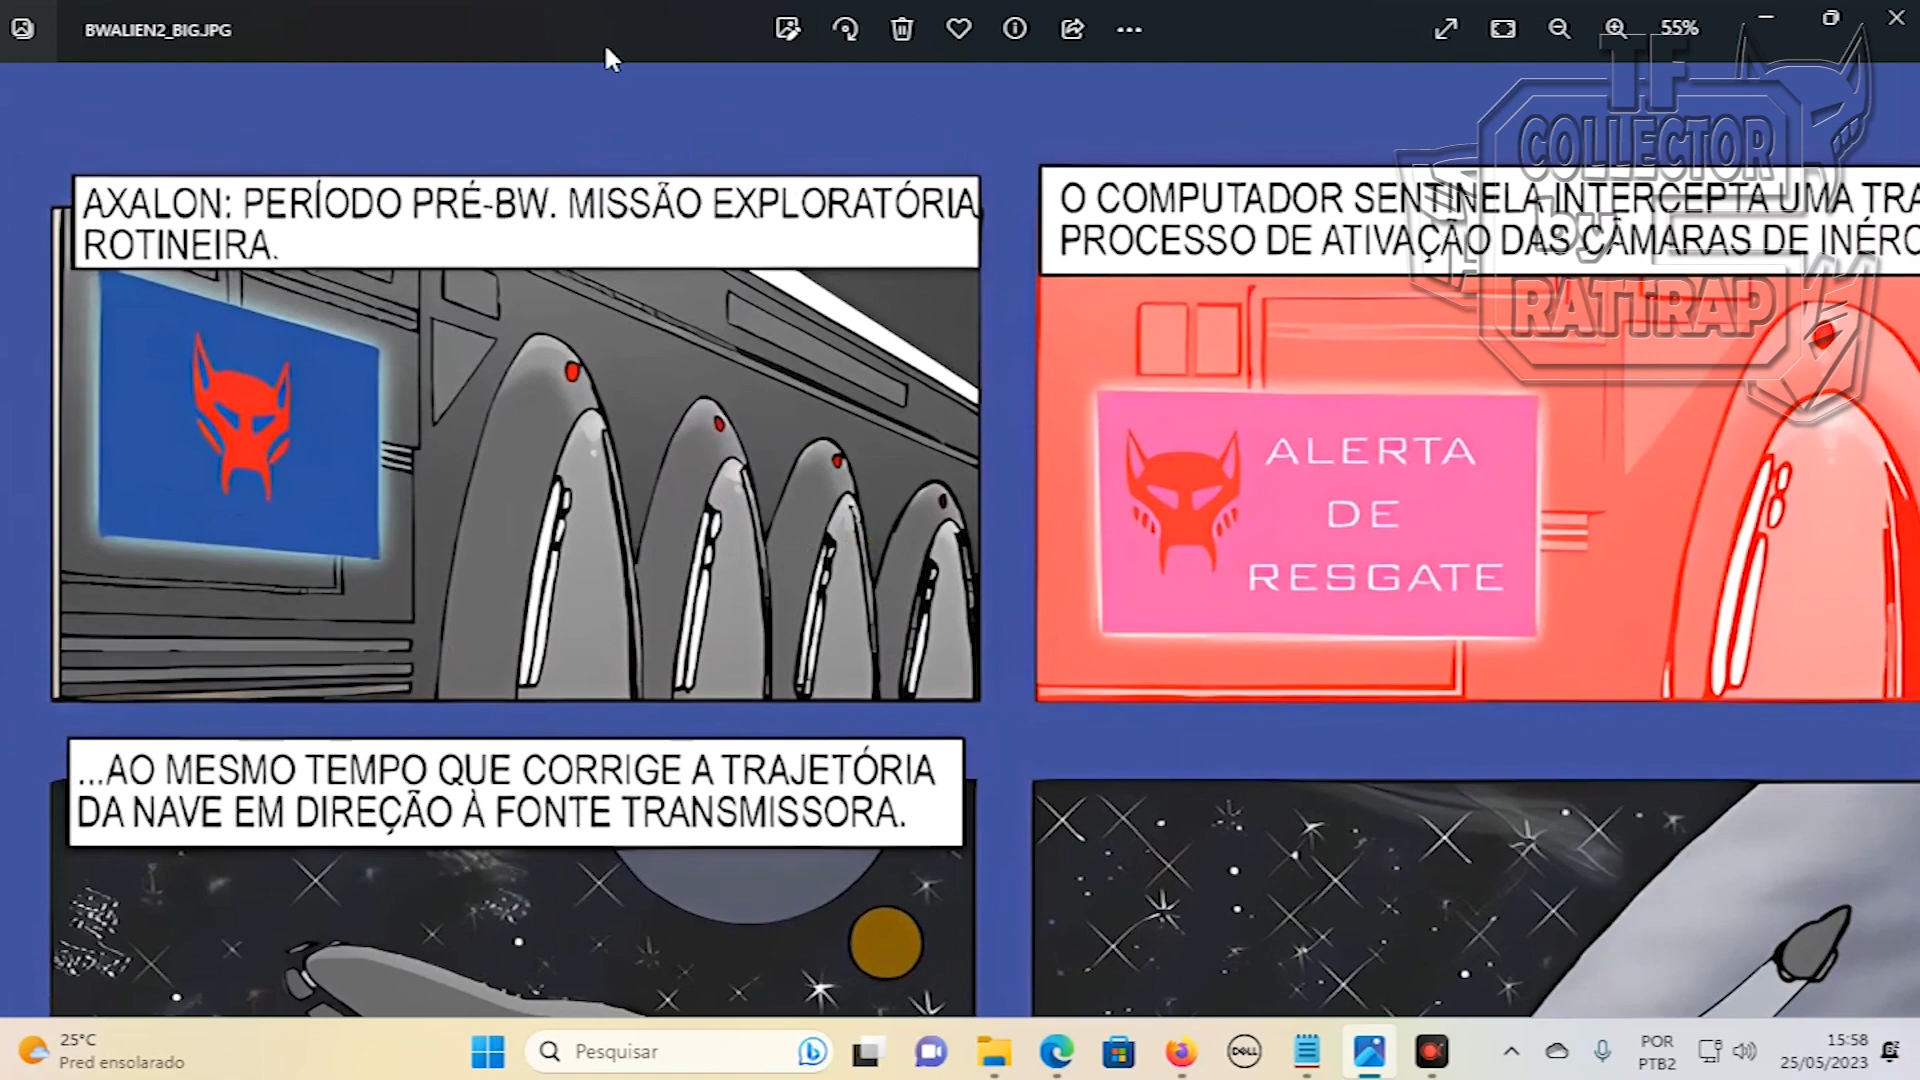 BWALIEN2_BIG.JPG
55%
TF
COLLECTOR
by
RATTRAP
AXALON: PERÍODO PRÉ-BW. MISSÃO EXPLORATÓRIA
ROTINEIRA.
O COMPUTADOR SENTINELA INTERCEPTA UMA
PROCESSO DE ATIVAÇÃO DAS CÂMARAS DE
ALERTA
DE
RESGATE
...AO MESMO TEMPO QUE CORRIGE A TRAJETÓRIA
DA NAVE EM DIREÇÃO À FONTE TRANSMISSORA.
25°C
Pred ensolarado
Pesquisar
DELL
POR
PTB2
15:58
25/05/2023